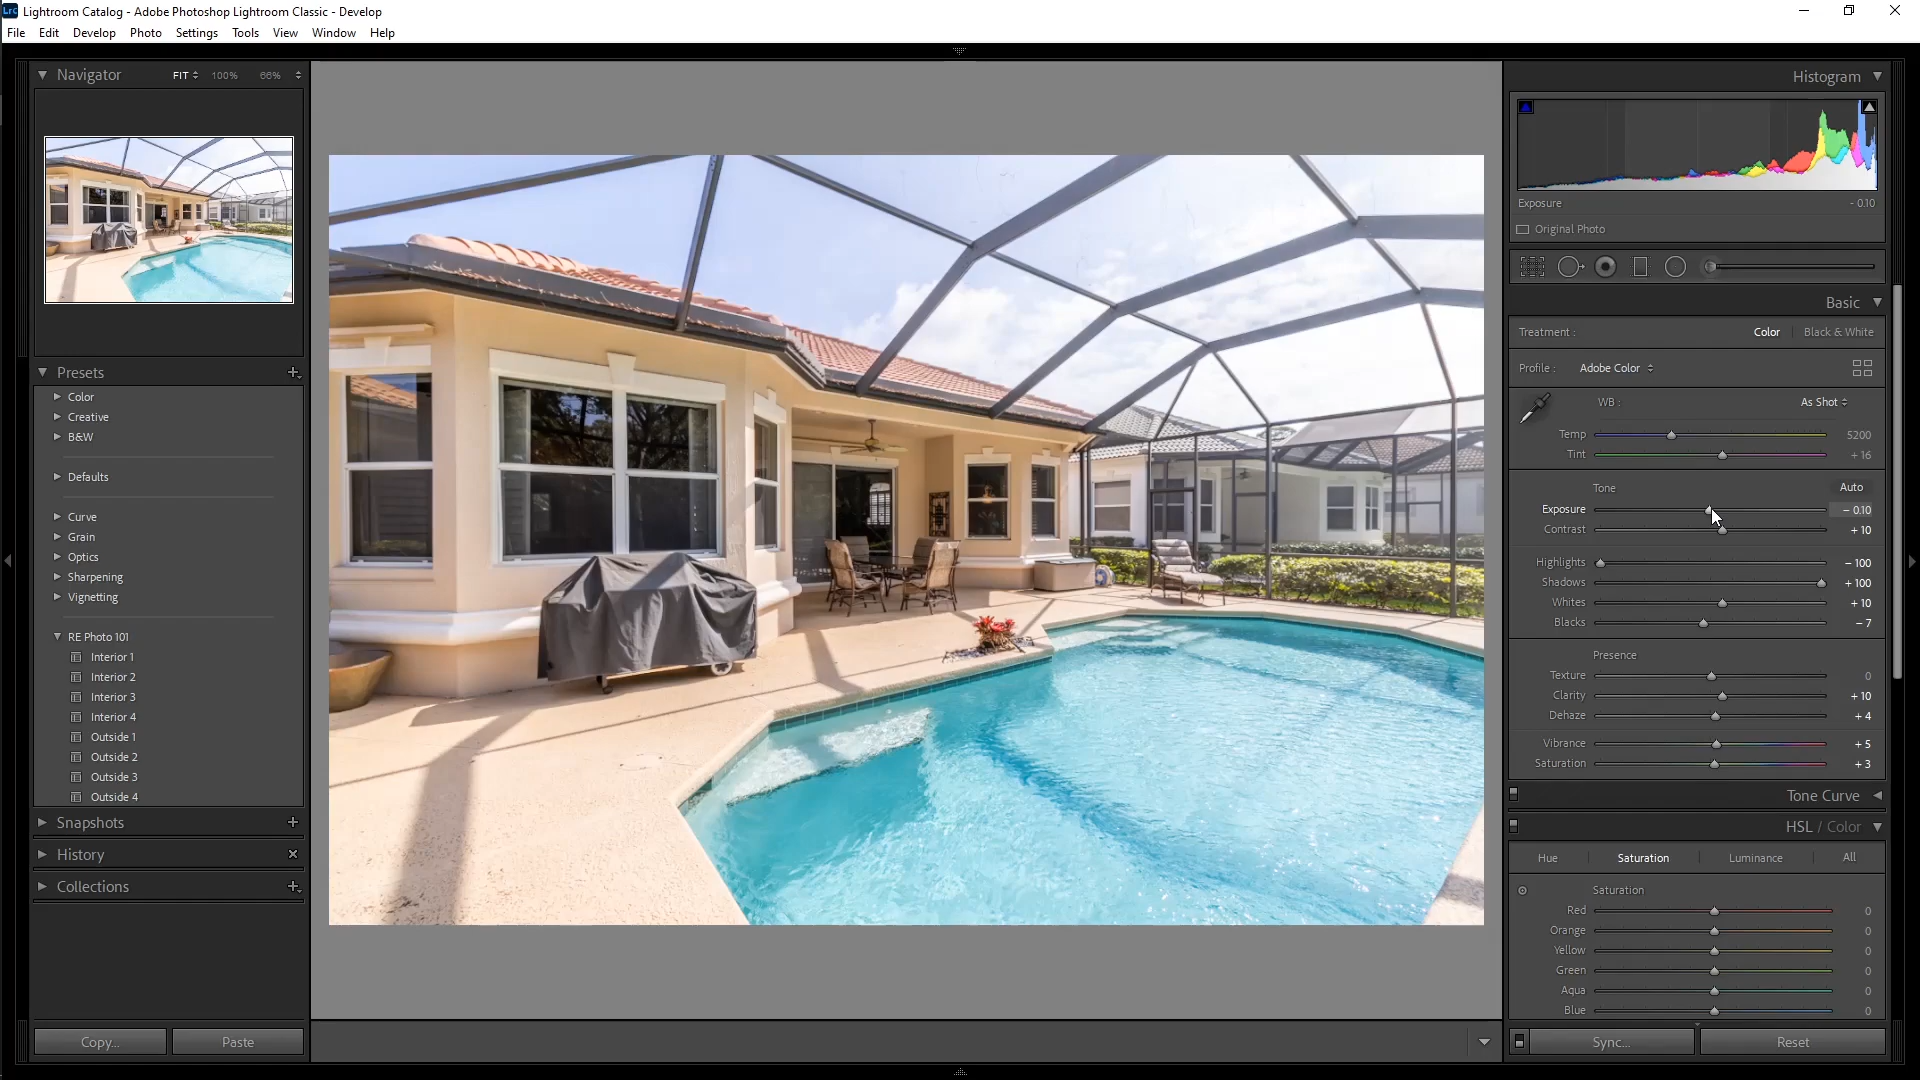 Lrc Lightroom Catalog - Adobe Photoshop Lightroom Classic - Develop
File Edit Develop Photo Settings Tools View Window Help
Navigator FIT 100% 66%
Presets
Color
Creative
B&W
Defaults
Curve
Grain
Optics
Sharpening
Vignetting
RE Photo 101
Interior 1
Interior 2
Interior 3
Interior 4
Outside 1
Outside 2
Outside 3
Outside 4
Snapshots
History
Collections
Copy... Paste
Histogram
Exposure - 0.10
Original Photo
Basic
Treatment : Color Black & White
Profile : Adobe Color
WB : As Shot
Temp 5200
Tint + 16
Tone Auto
Exposure - 0.10
Contrast + 10
Highlights - 100
Shadows + 100
Whites + 10
Blacks - 7
Presence
Texture 0
Clarity + 10
Dehaze + 4
Vibrance + 5
Saturation + 3
Tone Curve
HSL / Color
Hue Saturation Luminance All
Saturation
Red 0
Orange 0
Yellow 0
Green 0
Aqua 0
Blue 0
Sync... Reset